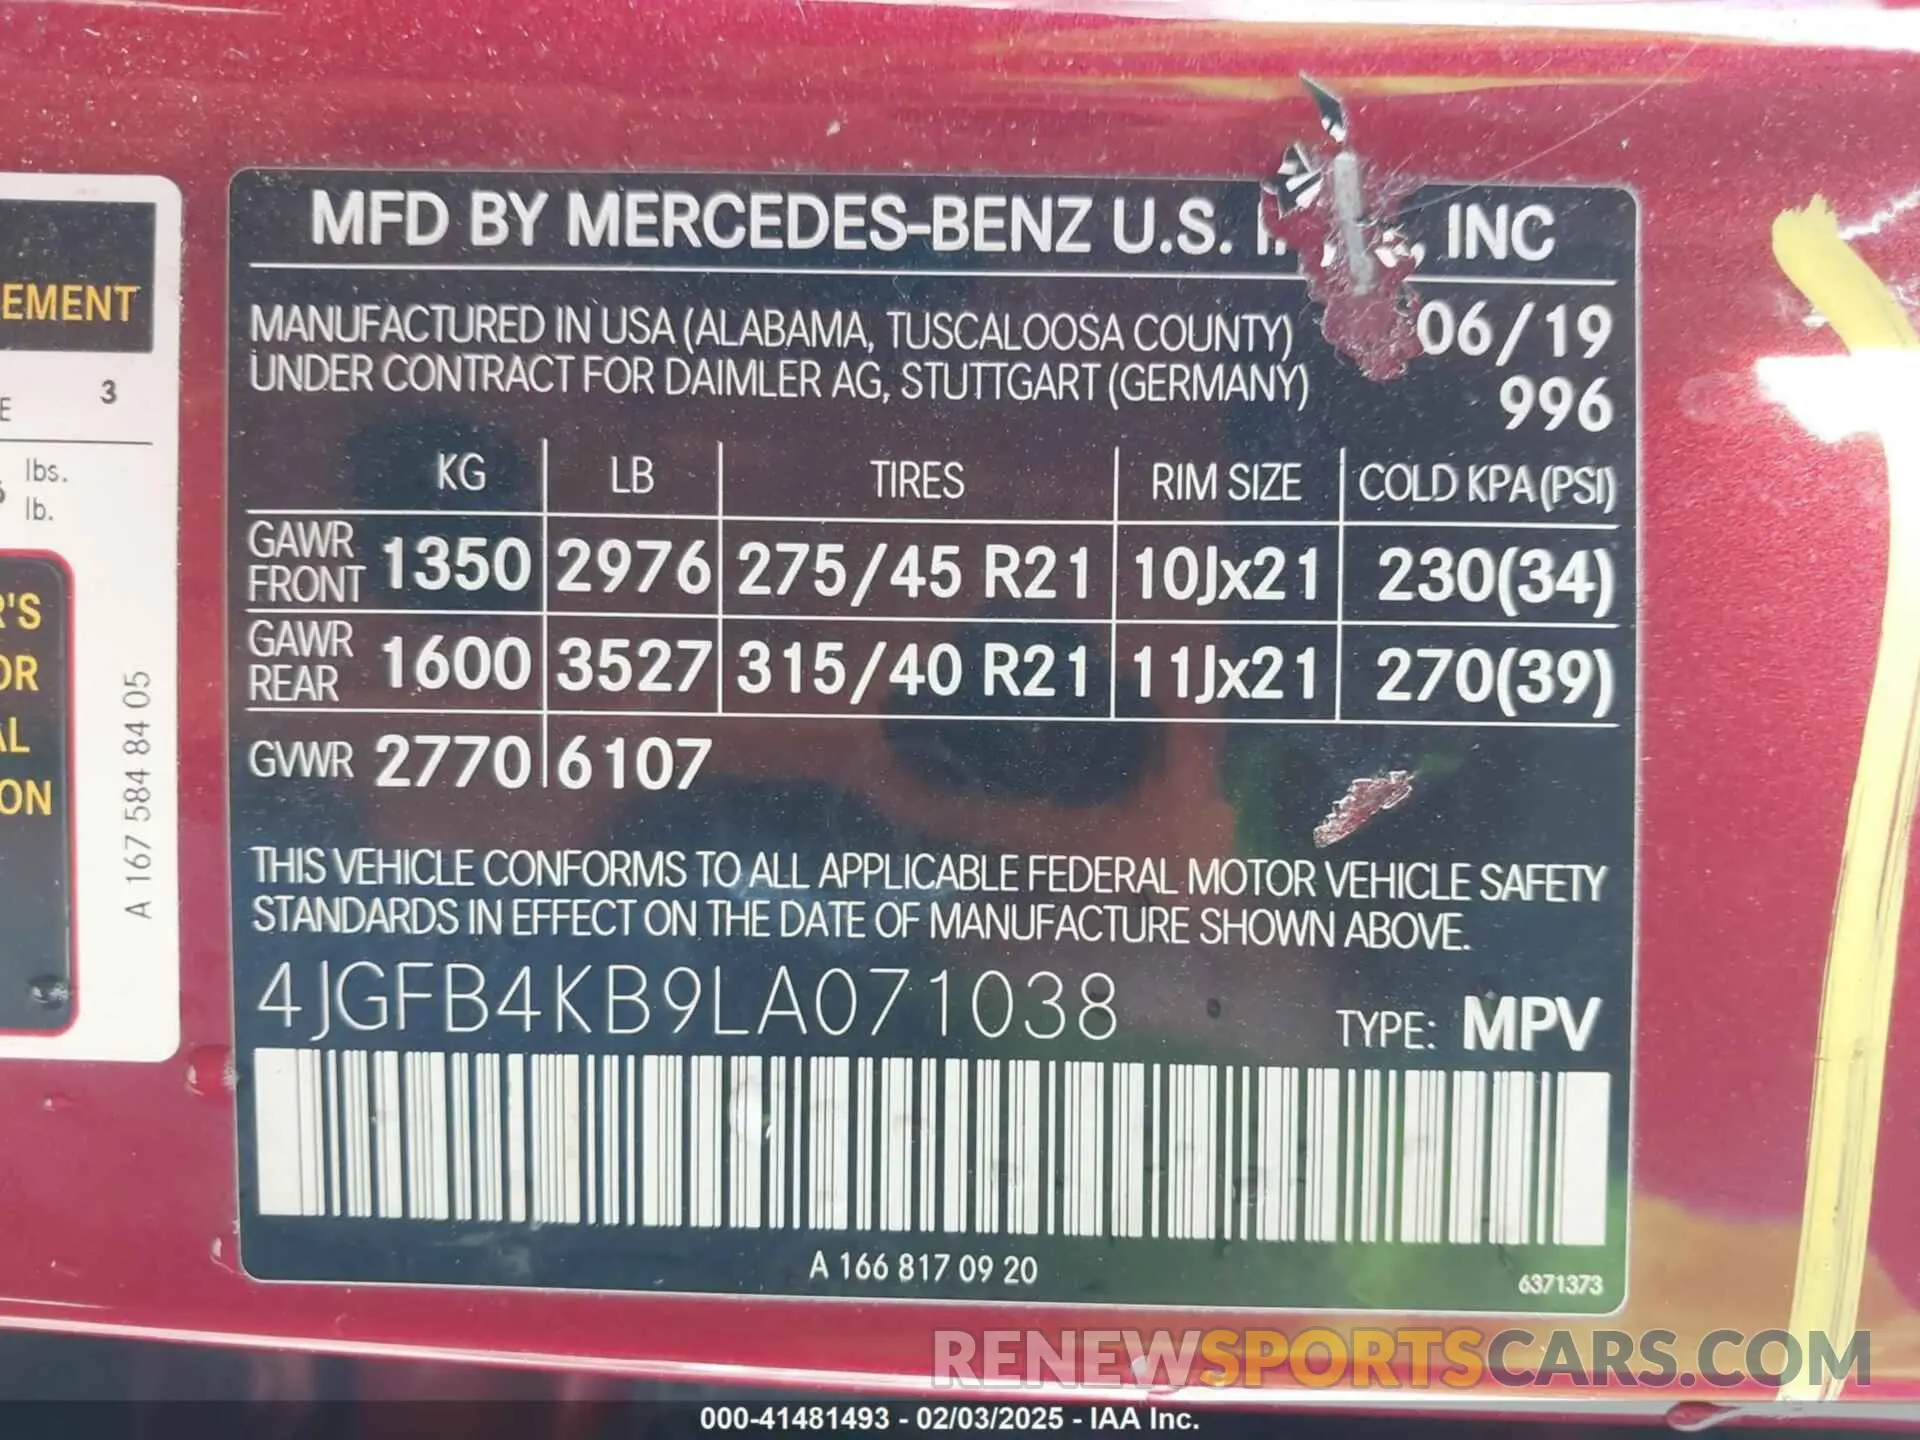 EMENT
E 3
lbs.
lb.
R'S
OR
AL
ON
A 167 584 84 05
MFD BY MERCEDES-BENZ U.S. INC
MANUFACTURED IN USA (ALABAMA, TUSCALOOSA COUNTY) 06/19
UNDER CONTRACT FOR DAIMLER AG, STUTTGART (GERMANY) 996
KG LB TIRES RIM SIZE COLD KPA (PSI)
GAWR FRONT 1350 2976 275/45 R21 10Jx21 230(34)
GAWR REAR 1600 3527 315/40 R21 11Jx21 270(39)
GVWR 2770 6107
THIS VEHICLE CONFORMS TO ALL APPLICABLE FEDERAL MOTOR VEHICLE SAFETY
STANDARDS IN EFFECT ON THE DATE OF MANUFACTURE SHOWN ABOVE.
4JGFB4KB9LA071038 TYPE: MPV
A 166 817 09 20
6371373
RENEWSPORTSCARS.COM
000-41481493 - 02/03/2025 - IAA Inc.